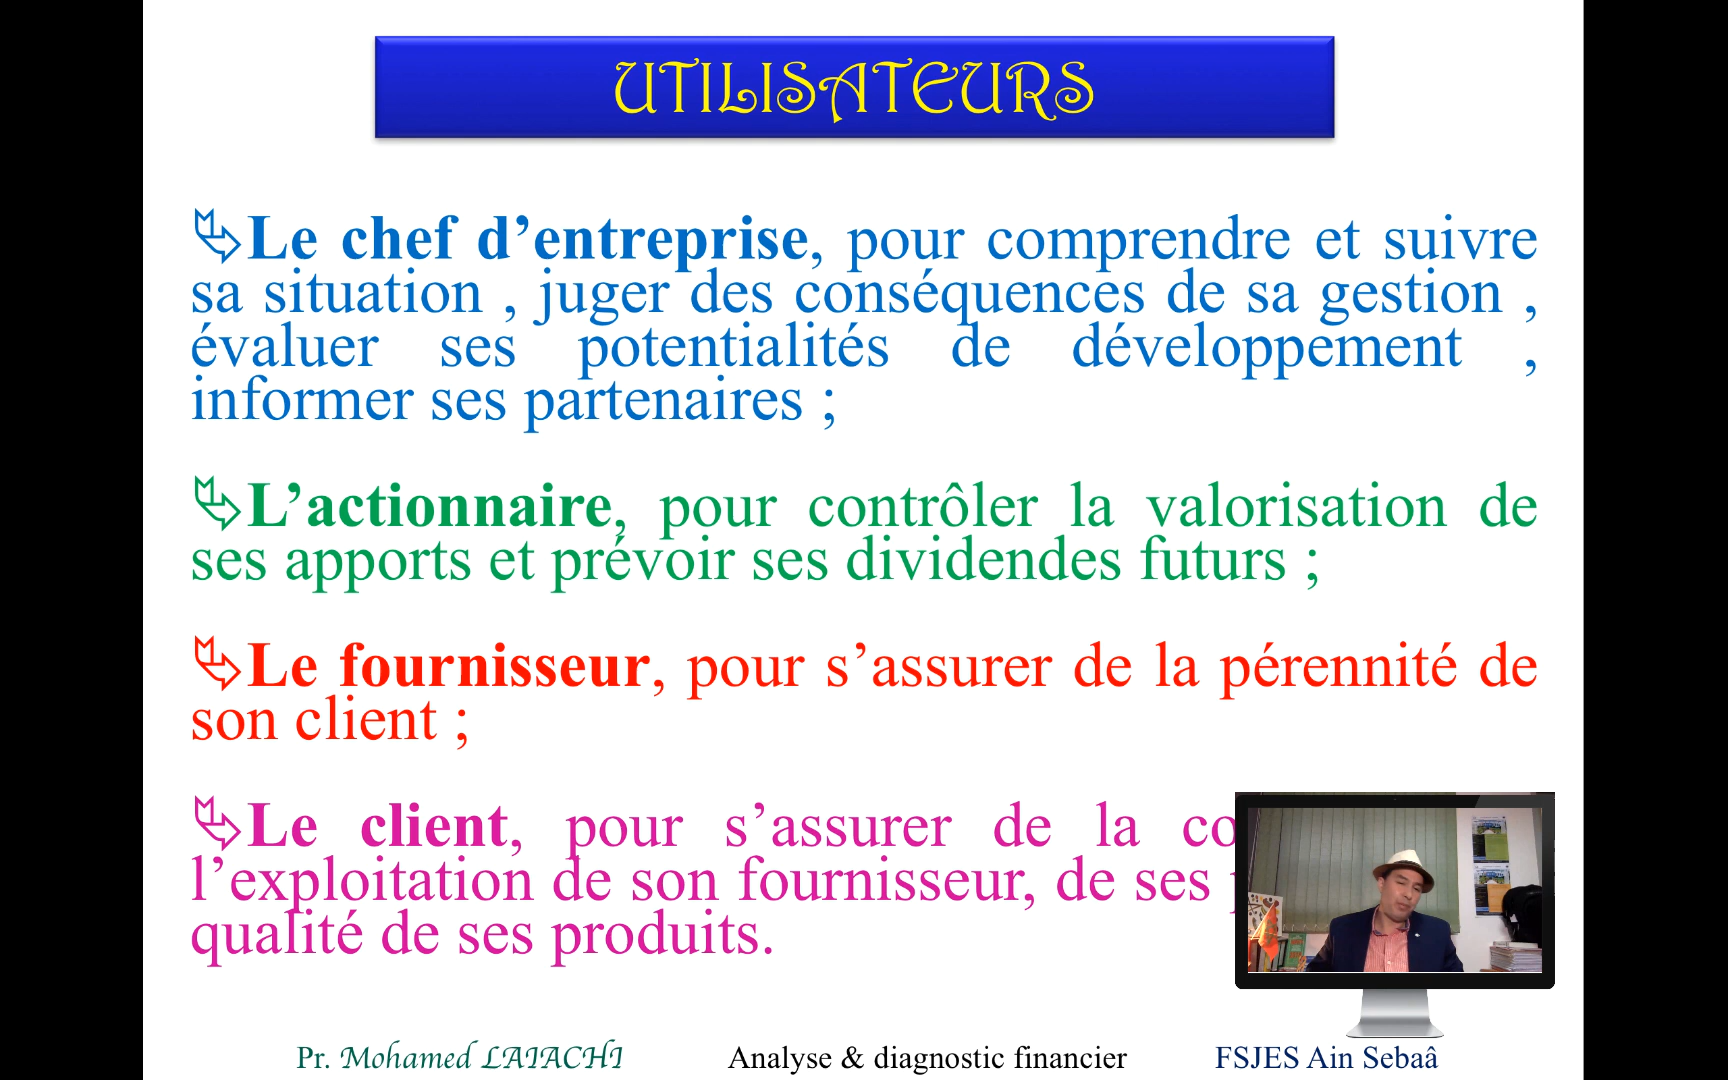 UTILISATEURS
Le chef d’entreprise, pour comprendre et suivre
sa situation , juger des conséquences de sa gestion ,
évaluer ses potentialités de développement ,
informer ses partenaires ;
L’actionnaire, pour contrôler la valorisation de
ses apports et prévoir ses dividendes futurs ;
Le fournisseur, pour s’assurer de la pérennité de
son client ;
Le client, pour s’assurer de la
l’exploitation de son fournisseur, de ses
qualité de ses produits.
Pr. Mohamed LAIACHI Analyse & diagnostic financier FSJES Ain Sebaâ